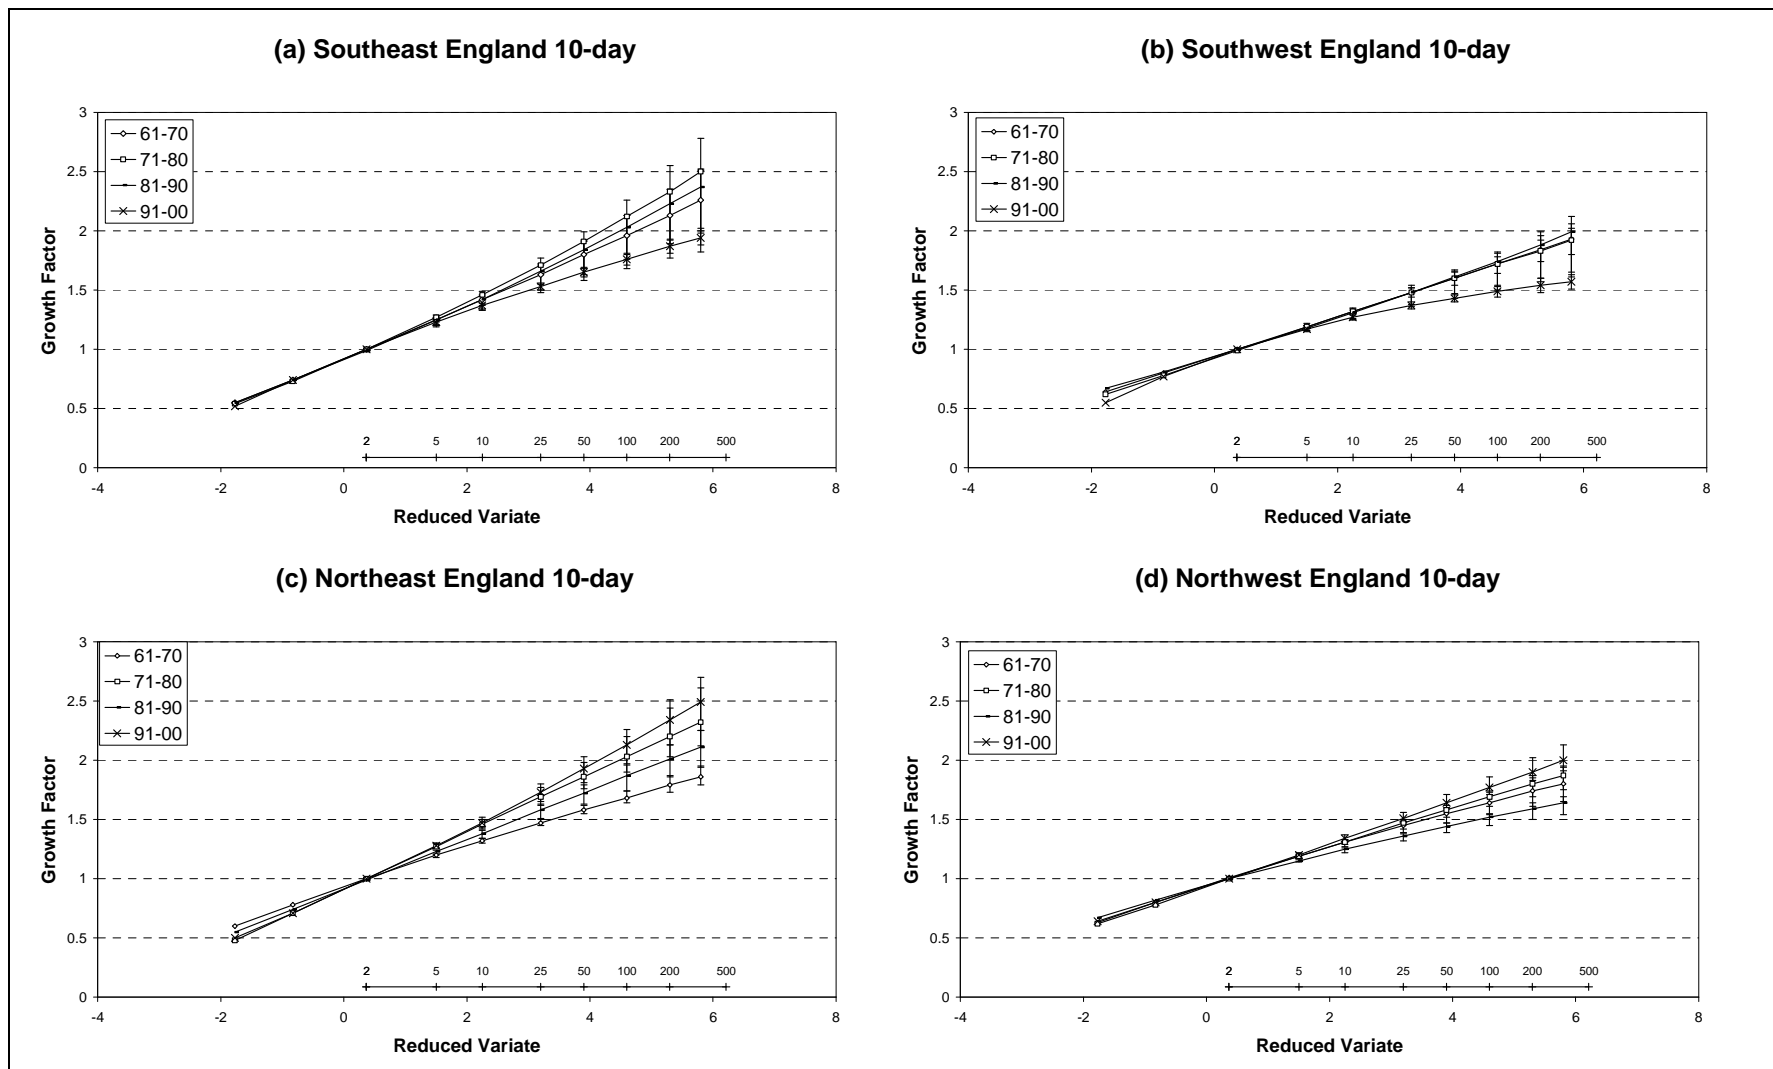 (a) Southeast England 10-day
3
2.5
2
1.5
1
0.5
0
Growth Factor
61-70
71-80
81-90
91-00
2 5 10 25 50 100 200 500
-4 -2 0 2 4 6 8
Reduced Variate
(b) Southwest England 10-day
3
2.5
2
1.5
1
0.5
0
Growth Factor
61-70
71-80
81-90
91-00
2 5 10 25 50 100 200 500
-4 -2 0 2 4 6 8
Reduced Variate
(c) Northeast England 10-day
3
2.5
2
1.5
1
0.5
0
Growth Factor
61-70
71-80
81-90
91-00
2 5 10 25 50 100 200 500
-4 -2 0 2 4 6 8
Reduced Variate
(d) Northwest England 10-day
3
2.5
2
1.5
1
0.5
0
Growth Factor
61-70
71-80
81-90
91-00
2 5 10 25 50 100 200 500
-4 -2 0 2 4 6 8
Reduced Variate